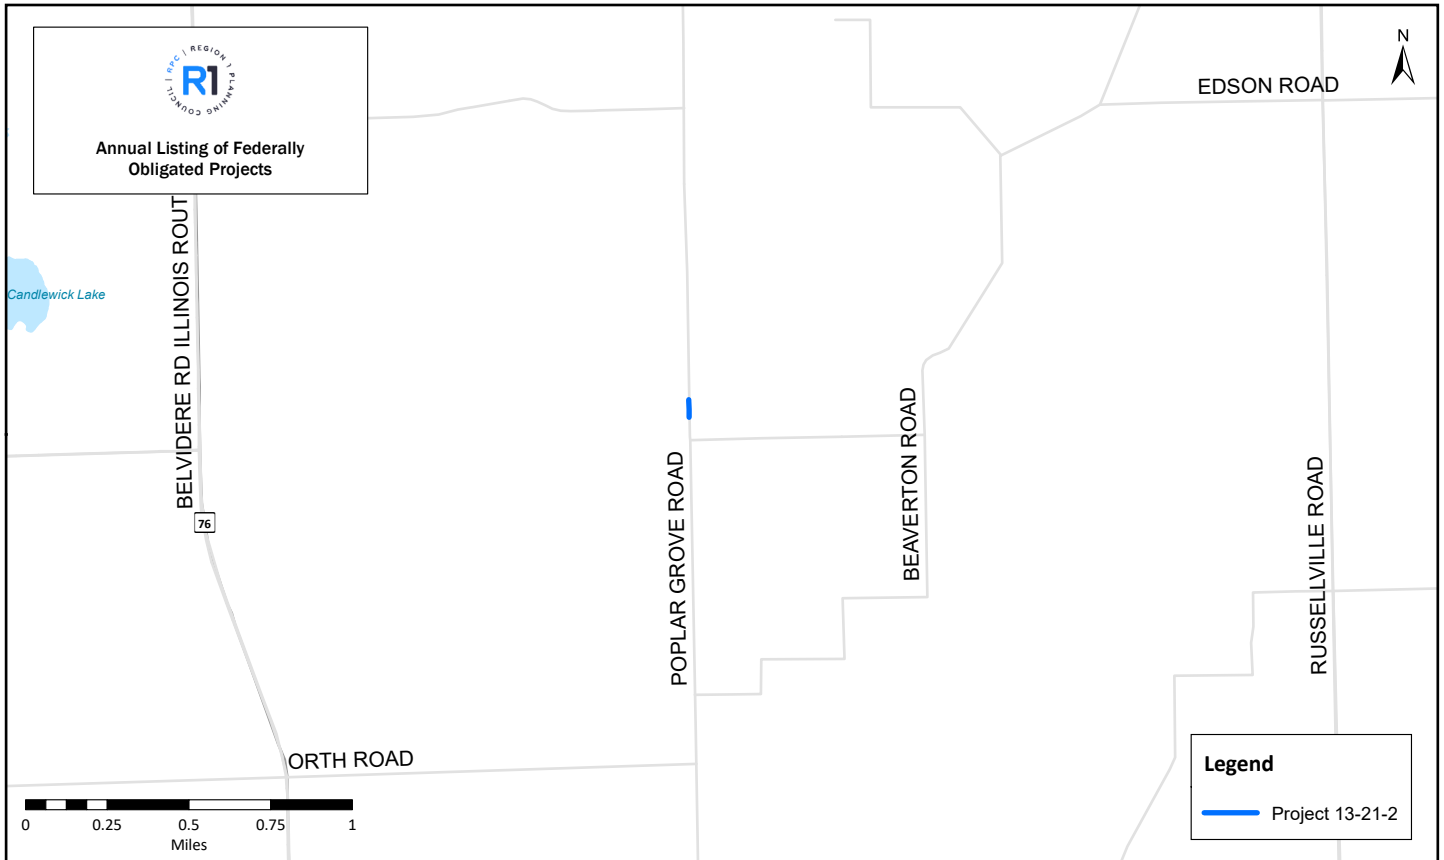 RPC | REGION 1 PLANNING COUNCIL |
R1
Annual Listing of Federally
Obligated Projects
N
EDSON ROAD
BELVIDERE RD ILLINOIS ROUT
Candlewick Lake
76
POPLAR GROVE ROAD
BEAVERTON ROAD
RUSSELLVILLE ROAD
ORTH ROAD
0 0.25 0.5 0.75 1
Miles
Legend
Project 13-21-2